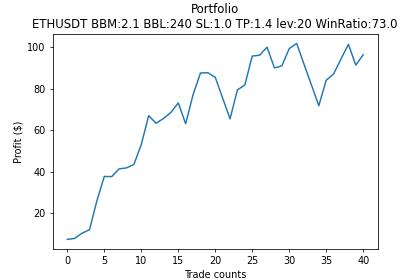 Portfolio
ETHUSDT BBM:2.1 BBL:240 SL:1.0 TP:1.4 lev:20 WinRatio:73.0
100
80
60
40
20
Profit ($)
0 5 10 15 20 25 30 35 40
Trade counts